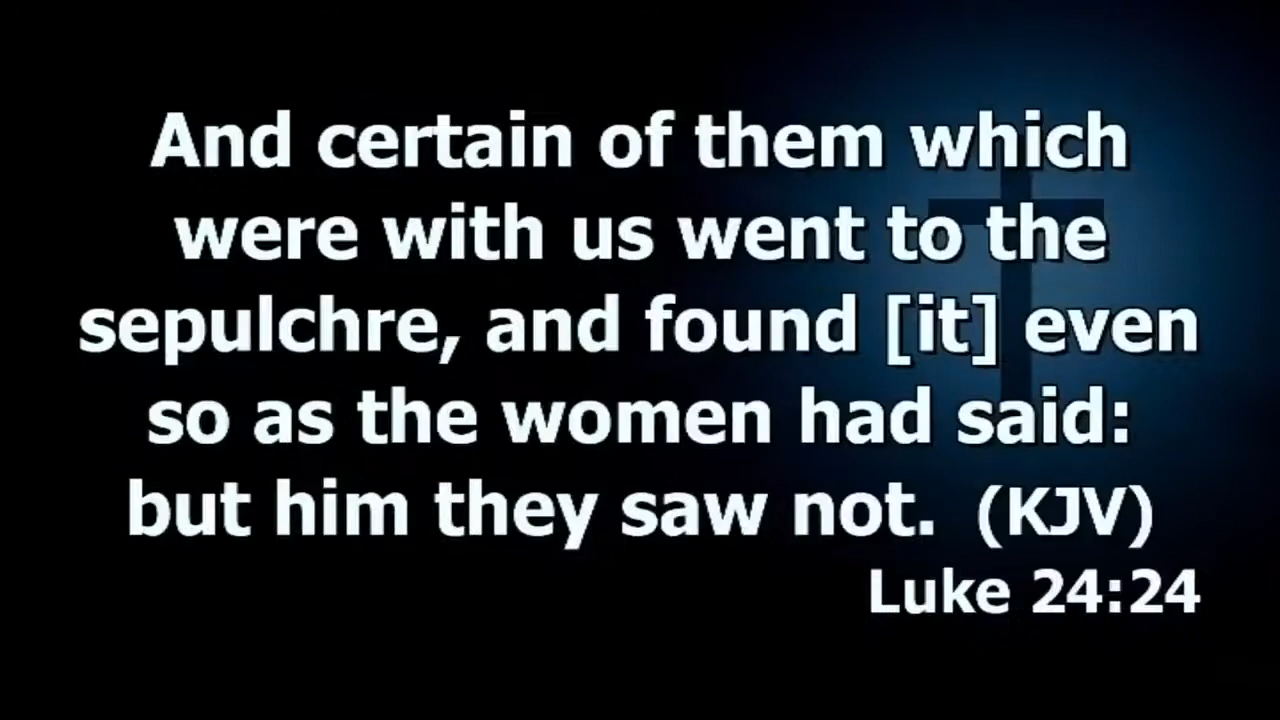 And certain of them which
were with us went to the
sepulchre, and found [it] even
so as the women had said:
but him they saw not. (KJV)
Luke 24:24